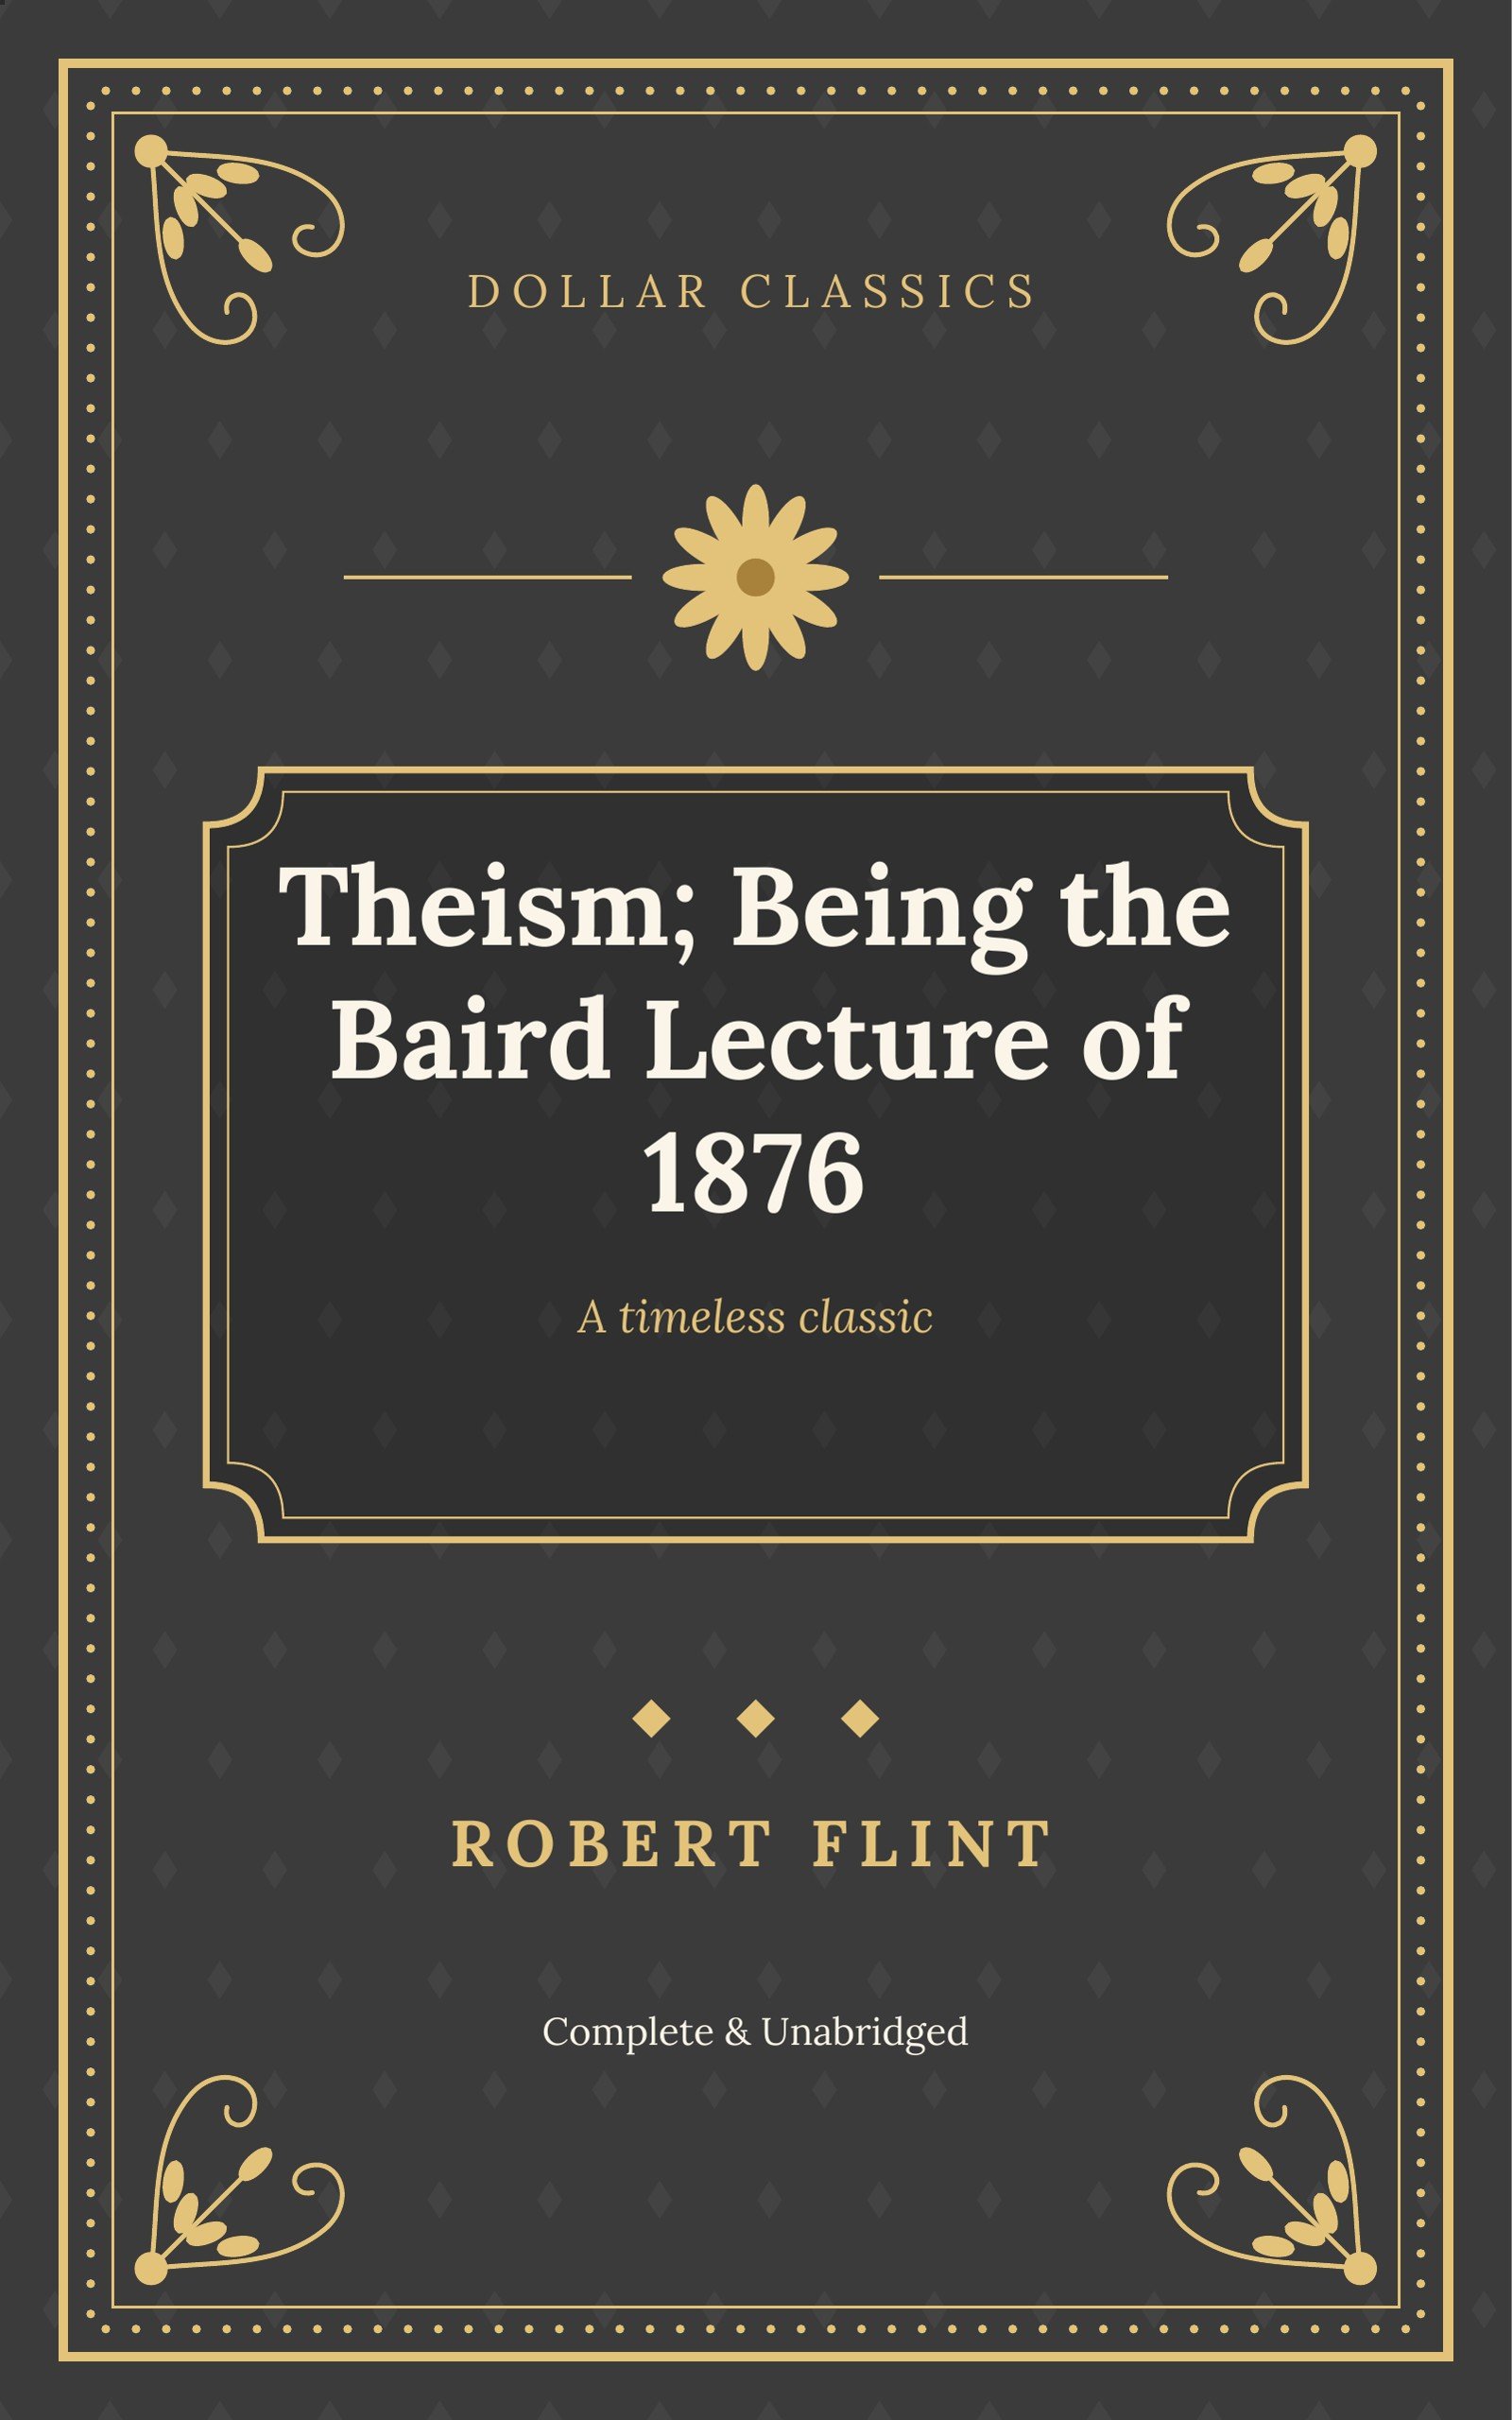 DOLLAR CLASSICS
Theism; Being the
Baird Lecture of
1876
A timeless classic
ROBERT FLINT
Complete & Unabridged